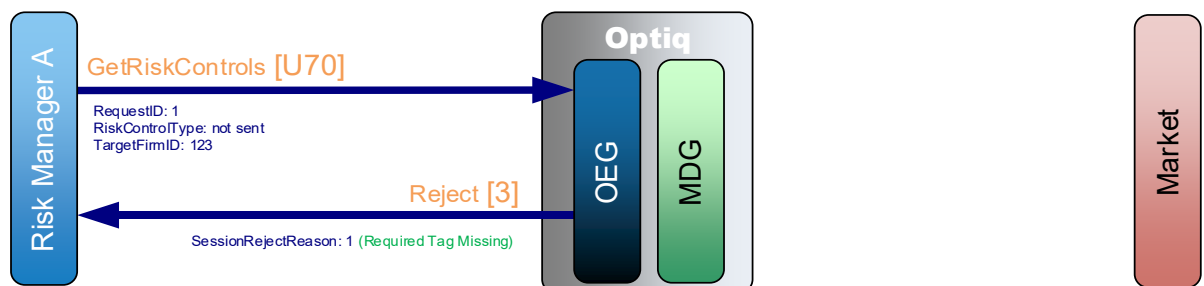 Risk Manager A
GetRiskControls [U70]
RequestID: 1
RiskControlType: not sent
TargetFirmID: 123
Reject [3]
SessionRejectReason: 1 (Required Tag Missing)
Optiq
OEG
MDG
Market